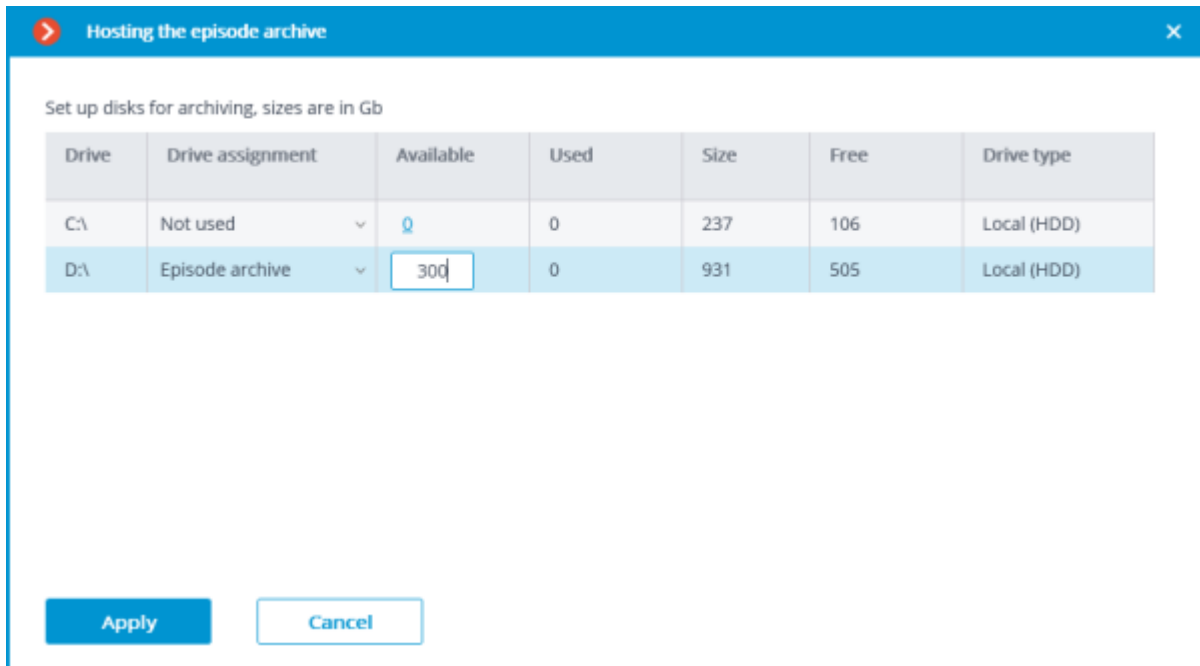 Hosting the episode archive
Set up disks for archiving, sizes are in Gb
Drive Drive assignment Available Used Size Free Drive type
C:\ Not used 0 0 237 106 Local (HDD)
D:\ Episode archive 300 0 931 505 Local (HDD)
Apply Cancel